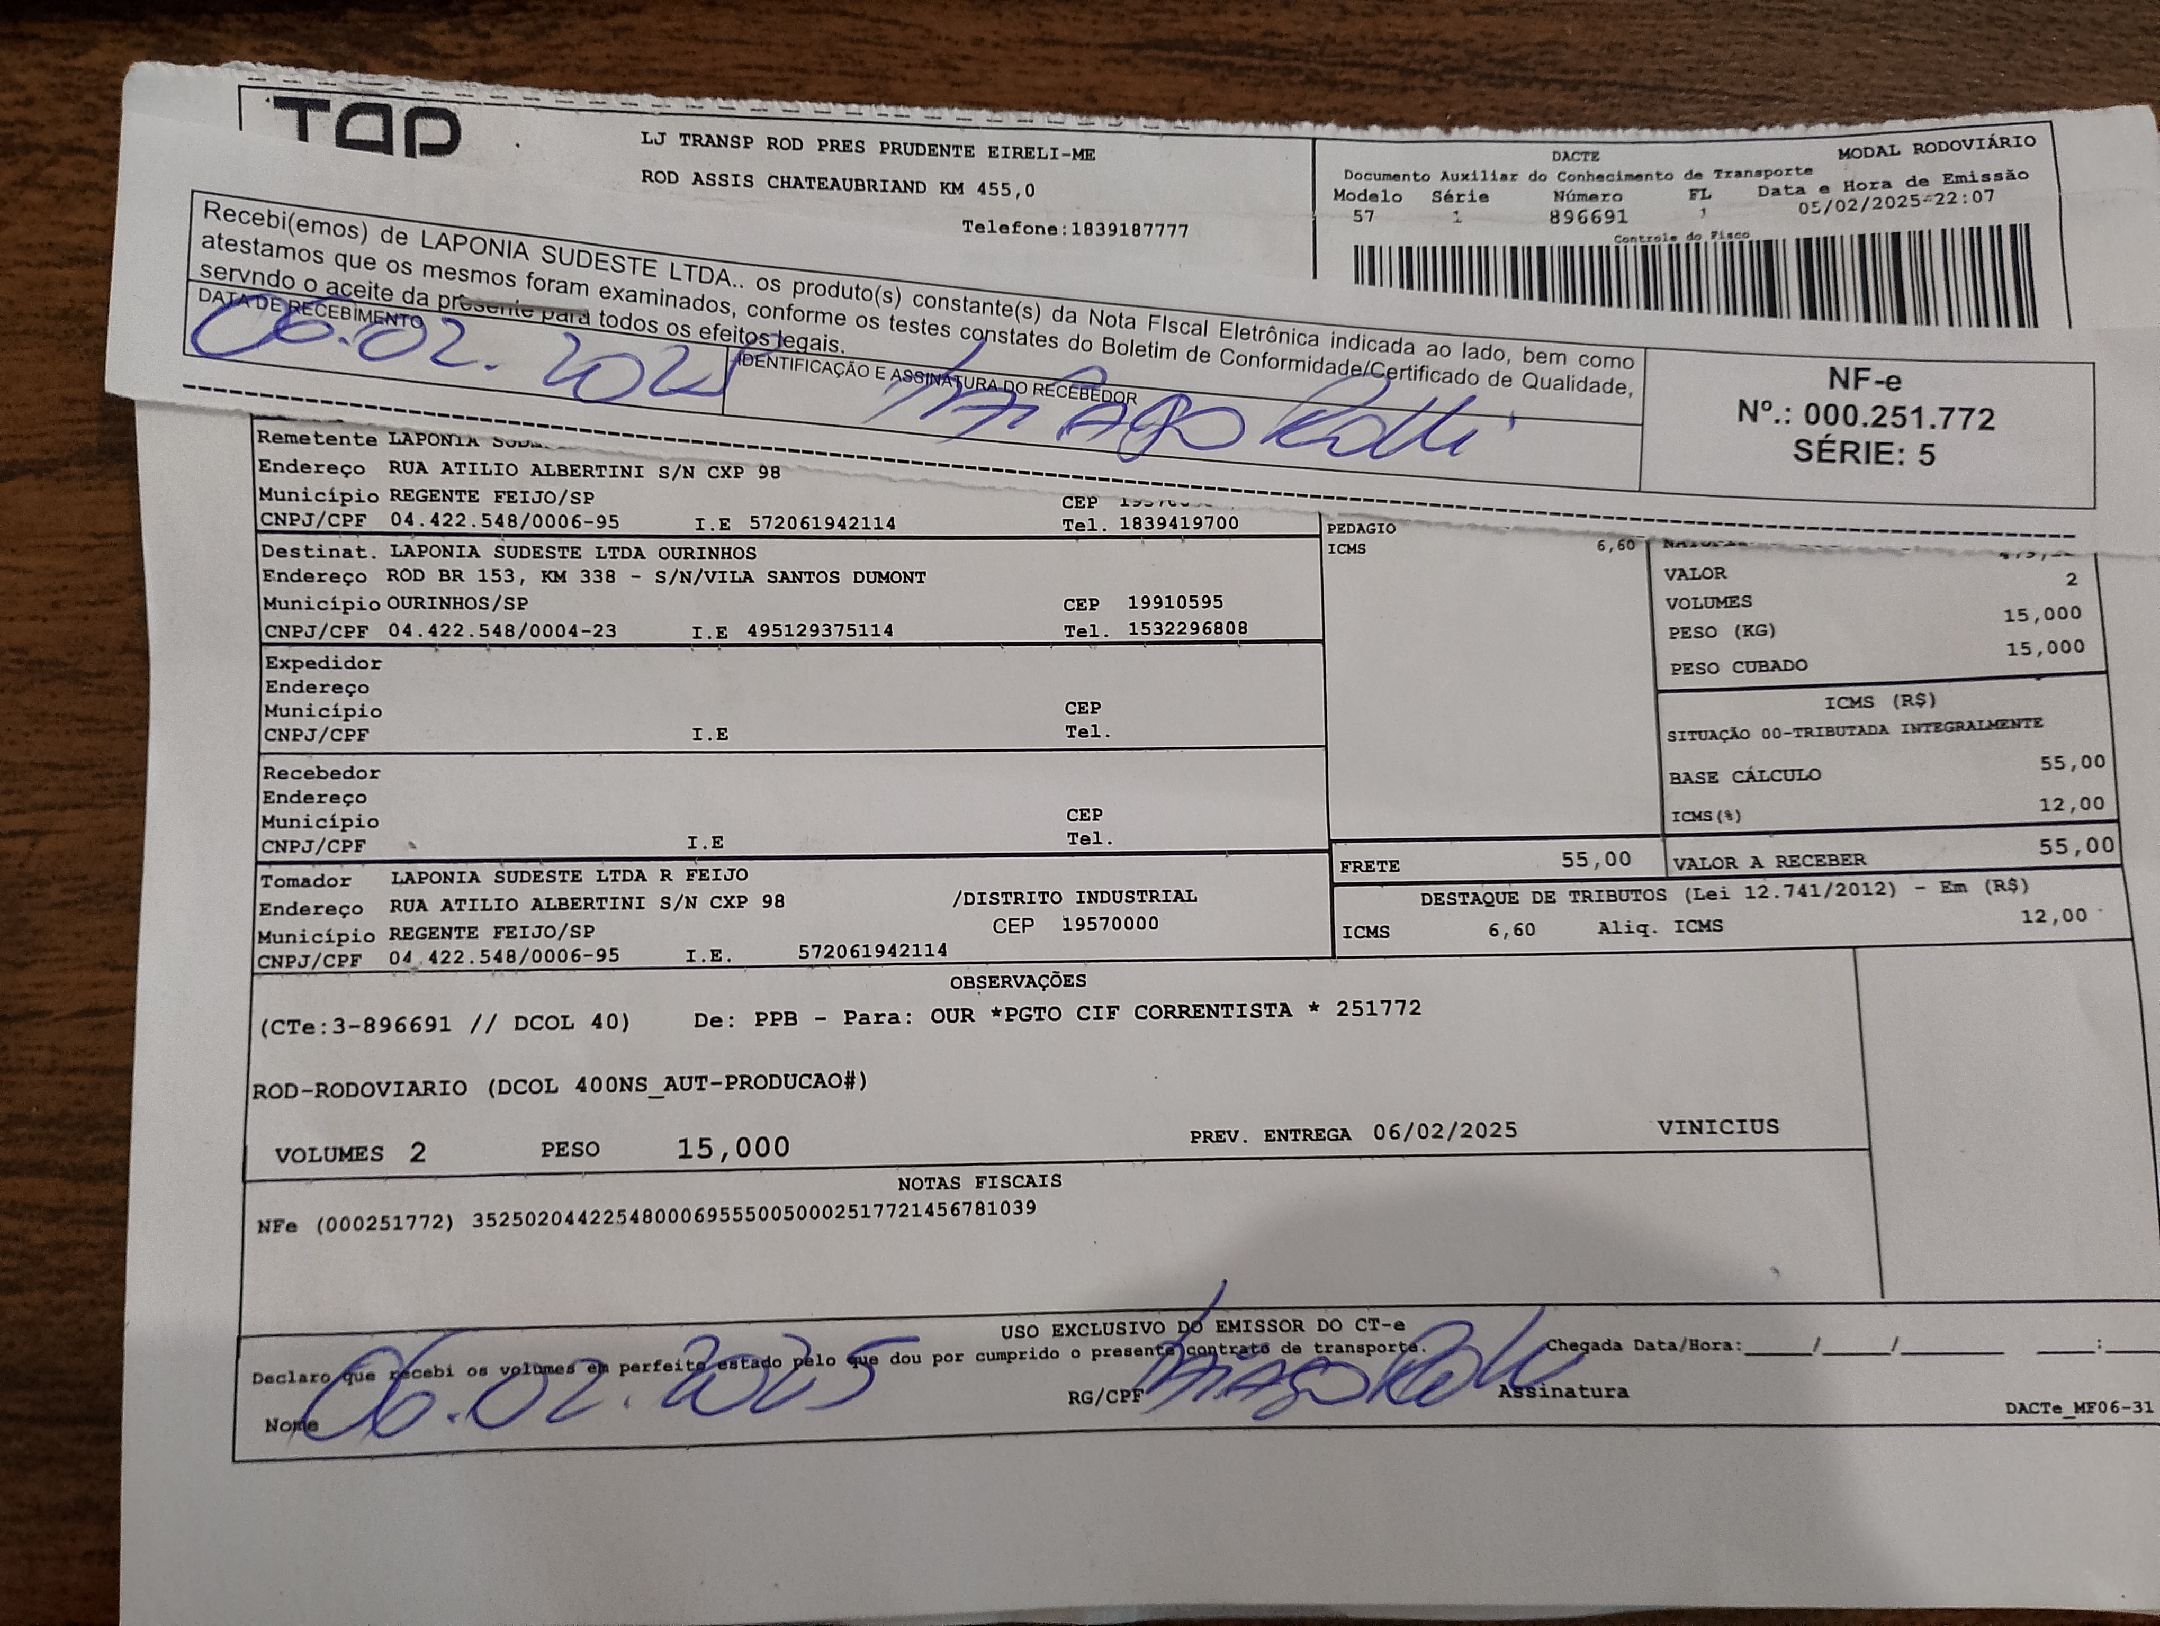 TAP
LJ TRANSP ROD PRES PRUDENTE EIRELI-ME
ROD ASSIS CHATEAUBRIAND KM 455,0
Telefone:1839187777
DACTE MODAL RODOVIÁRIO
Documento Auxiliar do Conhecimento de Transporte
Modelo Série Número FL Data e Hora de Emissão
57 1 896691 1 05/02/2025-22:07
Controle do Fisco
Recebi(emos) de LAPONIA SUDESTE LTDA.. os produto(s) constante(s) da Nota FIscal Eletrônica indicada ao lado, bem como
atestamos que os mesmos foram examinados, conforme os testes constates do Boletim de Conformidade/Certificado de Qualidade,
servndo o aceite da presente para todos os efeitos legais.
DATA DE RECEBIMENTO
06.02.2025
IDENTIFICAÇÃO E ASSINATURA DO RECEBEDOR
NF-e
Nº.: 000.251.772
SÉRIE: 5
Remetente LAPONIA
Endereço RUA ATILIO ALBERTINI S/N CXP 98
Município REGENTE FEIJO/SP CEP
CNPJ/CPF 04.422.548/0006-95 I.E 572061942114 Tel. 1839419700
Destinat. LAPONIA SUDESTE LTDA OURINHOS
Endereço ROD BR 153, KM 338 - S/N/VILA SANTOS DUMONT
Município OURINHOS/SP CEP 19910595
CNPJ/CPF 04.422.548/0004-23 I.E 495129375114 Tel. 1532296808
Expedidor
Endereço
Município CEP
CNPJ/CPF I.E Tel.
Recebedor
Endereço
Município CEP
CNPJ/CPF I.E Tel.
Tomador LAPONIA SUDESTE LTDA R FEIJO
Endereço RUA ATILIO ALBERTINI S/N CXP 98 /DISTRITO INDUSTRIAL
Município REGENTE FEIJO/SP CEP 19570000
CNPJ/CPF 04.422.548/0006-95 I.E. 572061942114
PEDAGIO
ICMS 6,60
VALOR
VOLUMES 2
PESO (KG) 15,000
PESO CUBADO 15,000
ICMS (R$)
SITUAÇÃO 00-TRIBUTADA INTEGRALMENTE
BASE CÁLCULO 55,00
ICMS(%) 12,00
FRETE 55,00 VALOR A RECEBER 55,00
DESTAQUE DE TRIBUTOS (Lei 12.741/2012) - Em (R$)
ICMS 6,60 Aliq. ICMS 12,00
OBSERVAÇÕES
(CTe:3-896691 // DCOL 40) De: PPB - Para: OUR *PGTO CIF CORRENTISTA * 251772
ROD-RODOVIARIO (DCOL 400NS_AUT-PRODUCAO#)
VOLUMES 2 PESO 15,000 PREV. ENTREGA 06/02/2025 VINICIUS
NOTAS FISCAIS
NFe (000251772) 35250204422548000695550050002517721456781039
USO EXCLUSIVO DO EMISSOR DO CT-e
Declaro que recebi os volumes em perfeito estado pelo que dou por cumprido o presente contrato de transporte. Chegada Data/Hora:_____/_____/________ ____:____
Nome 06.02.2025 RG/CPF Assinatura
DACTe_MF06-31